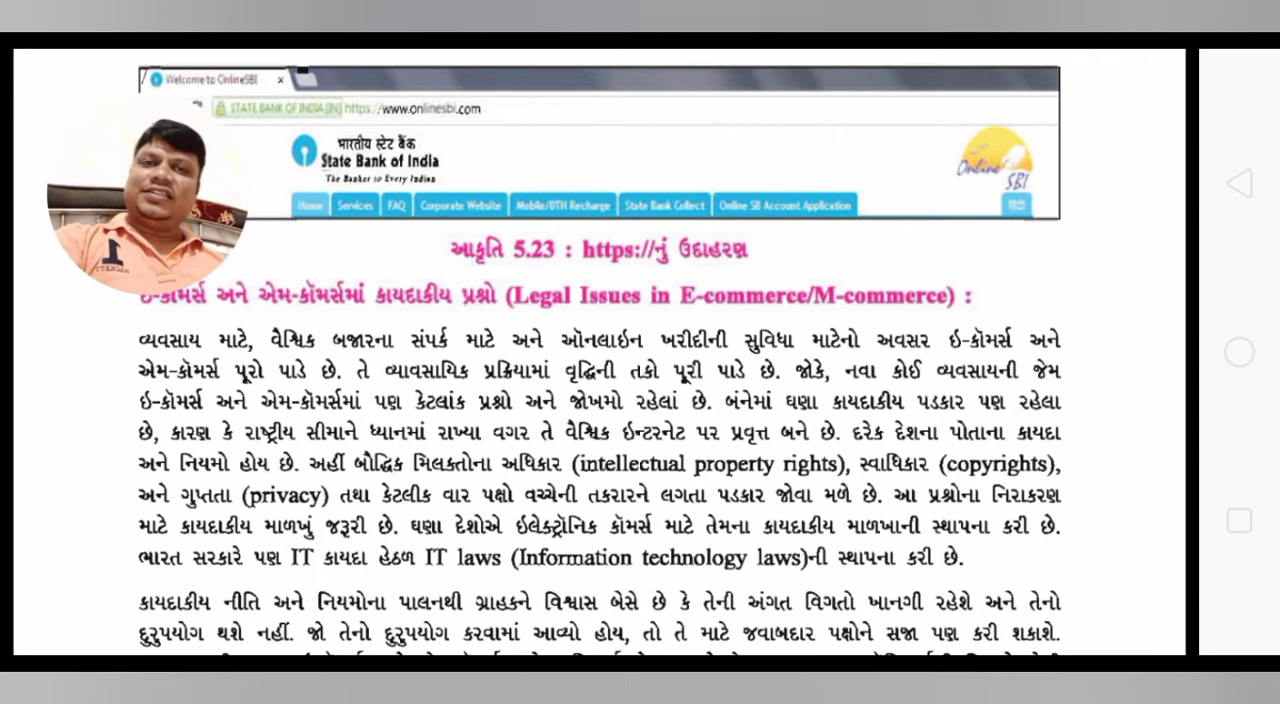 Welcome to OnlineSBI x
STATE BANK OF INDIA [IN] https://www.onlinesbi.com
भारतीय स्टेट बैंक
State Bank of India
The Banker to Every Indian
Online SBI
Home Services FAQ Corporate Website Mobile/DTH Recharge State Bank Collect Online SB Account Application हिंदी
આકૃતિ 5.23 : https://નું ઉદાહરણ
ઇ-કૉમર્સ અને એમ-કૉમર્સમાં કાયદાકીય પ્રશ્નો (Legal Issues in E-commerce/M-commerce) :
વ્યવસાય માટે, વૈશ્વિક બજારના સંપર્ક માટે અને ઑનલાઇન ખરીદીની સુવિધા માટેનો અવસર ઇ-કૉમર્સ અને
એમ-કૉમર્સ પૂરો પાડે છે. તે વ્યાવસાયિક પ્રક્રિયામાં વૃદ્ધિની તકો પૂરી પાડે છે. જોકે, નવા કોઈ વ્યવસાયની જેમ
ઇ-કૉમર્સ અને એમ-કૉમર્સમાં પણ કેટલાંક પ્રશ્નો અને જોખમો રહેલાં છે. બંનેમાં ઘણા કાયદાકીય પડકાર પણ રહેલા
છે, કારણ કે રાષ્ટ્રીય સીમાને ધ્યાનમાં રાખ્યા વગર તે વૈશ્વિક ઇન્ટરનેટ પર પ્રવૃત્ત બને છે. દરેક દેશના પોતાના કાયદા
અને નિયમો હોય છે. અહીં બૌદ્ધિક મિલકતોના અધિકાર (intellectual property rights), સ્વાધિકાર (copyrights),
અને ગુપ્તતા (privacy) તથા કેટલીક વાર પક્ષો વચ્ચેની તકરારને લગતા પડકાર જોવા મળે છે. આ પ્રશ્નોના નિરાકરણ
માટે કાયદાકીય માળખું જરૂરી છે. ઘણા દેશોએ ઇલેક્ટ્રૉનિક કૉમર્સ માટે તેમના કાયદાકીય માળખાની સ્થાપના કરી છે.
ભારત સરકારે પણ IT કાયદા હેઠળ IT laws (Information technology laws)ની સ્થાપના કરી છે.
કાયદાકીય નીતિ અને નિયમોના પાલનથી ગ્રાહકને વિશ્વાસ બેસે છે કે તેની અંગત વિગતો ખાનગી રહેશે અને તેનો
દુરુપયોગ થશે નહીં. જો તેનો દુરુપયોગ કરવામાં આવ્યો હોય, તો તે માટે જવાબદાર પક્ષોને સજા પણ કરી શકાશે.